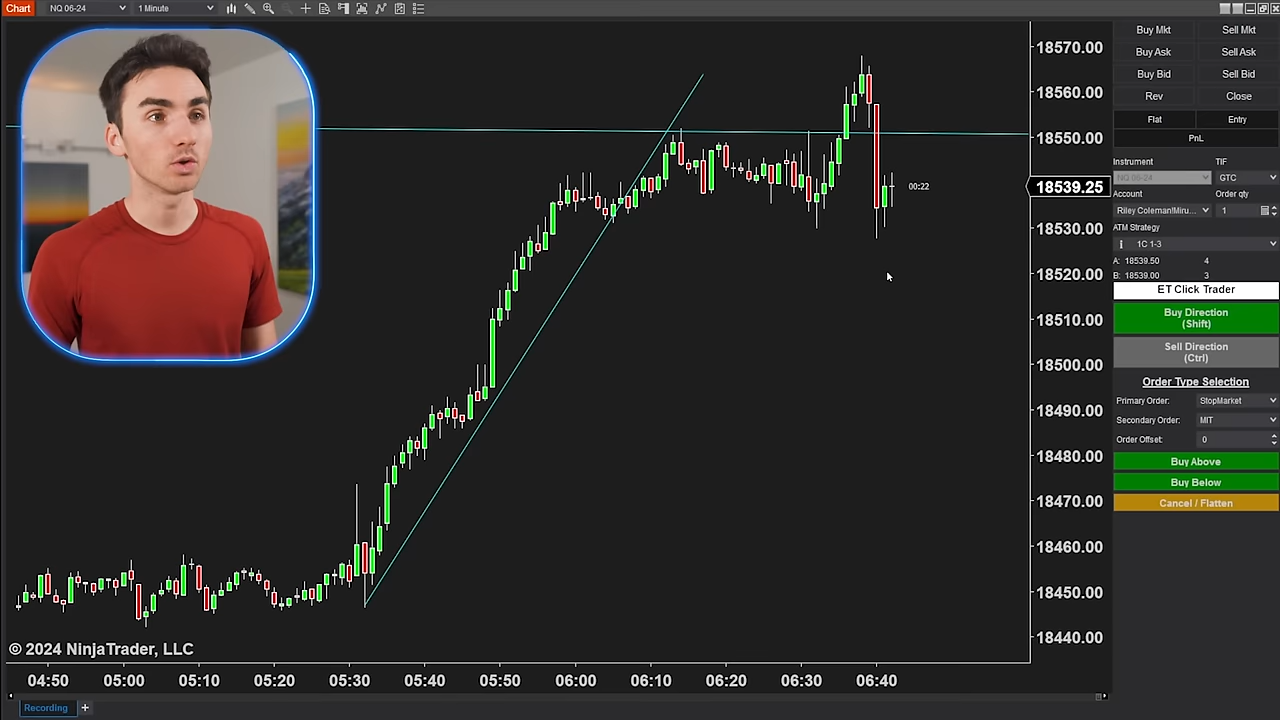 Chart
NQ 06-24
1 Minute
18570.00
18560.00
18550.00
18539.25
18530.00
18520.00
18510.00
18500.00
18490.00
18480.00
18470.00
18460.00
18450.00
18440.00
00:22
© 2024 NinjaTrader, LLC
04:50 05:00 05:10 05:20 05:30 05:40 05:50 06:00 06:10 06:20 06:30 06:40
Recording +
Buy Mkt Sell Mkt
Buy Ask Sell Ask
Buy Bid Sell Bid
Rev Close
Flat Entry
PnL
Instrument TIF
NQ 06-24 GTC
Account Order qty
Riley Coleman!Miru... 1
ATM Strategy
1C 1-3
A: 18539.50 4
B: 18539.00 3
ET Click Trader
Buy Direction
(Shift)
Sell Direction
(Ctrl)
Order Type Selection
Primary Order: StopMarket
Secondary Order: MIT
Order Offset: 0
Buy Above
Buy Below
Cancel / Flatten